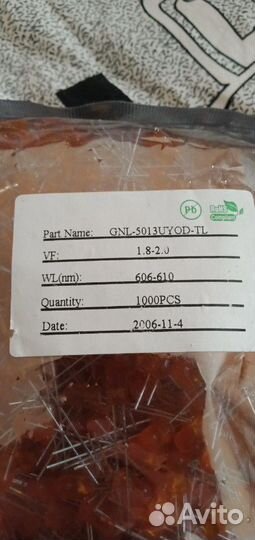 Pb
RoHS
Compliant
Part Name: GNL-5013UYOD-TL
VF: 1.8-2.0
WL(nm): 606-610
Quantity: 1000PCS
Date: 2006-11-4
Avito